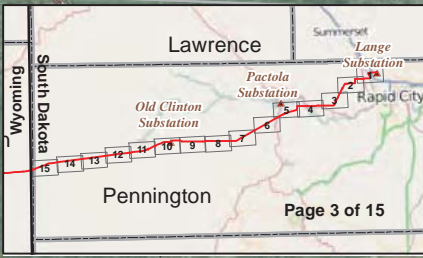 Lawrence
Summerset
Lange
Substation
Wyoming
South Dakota
Pactola
Substation
Rapid City
Old Clinton
Substation
1
2
3
4
5
6
7
8
9
10
11
12
13
14
15
Pennington
Page 3 of 15